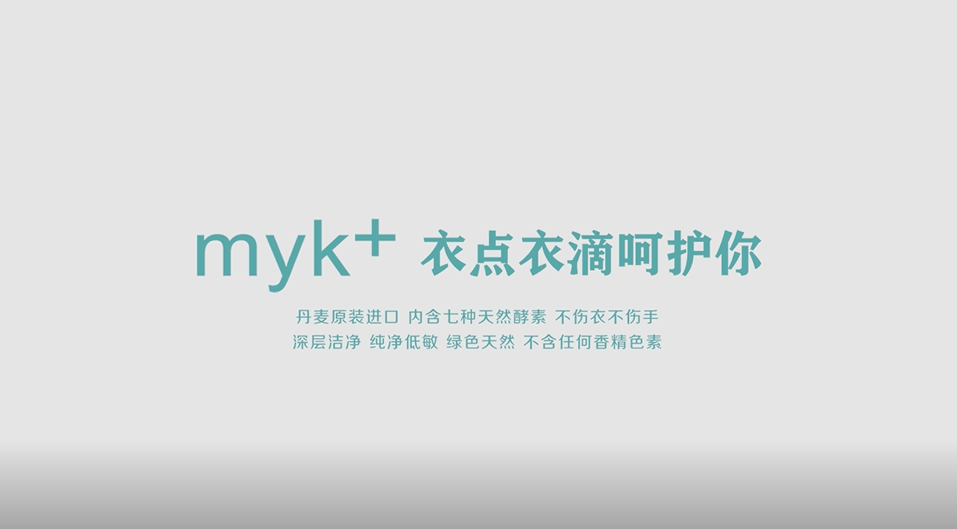 myk+ 衣点衣滴呵护你
丹麦原装进口 内含七种天然酵素 不伤衣不伤手
深层洁净 纯净低敏 绿色天然 不含任何香精色素